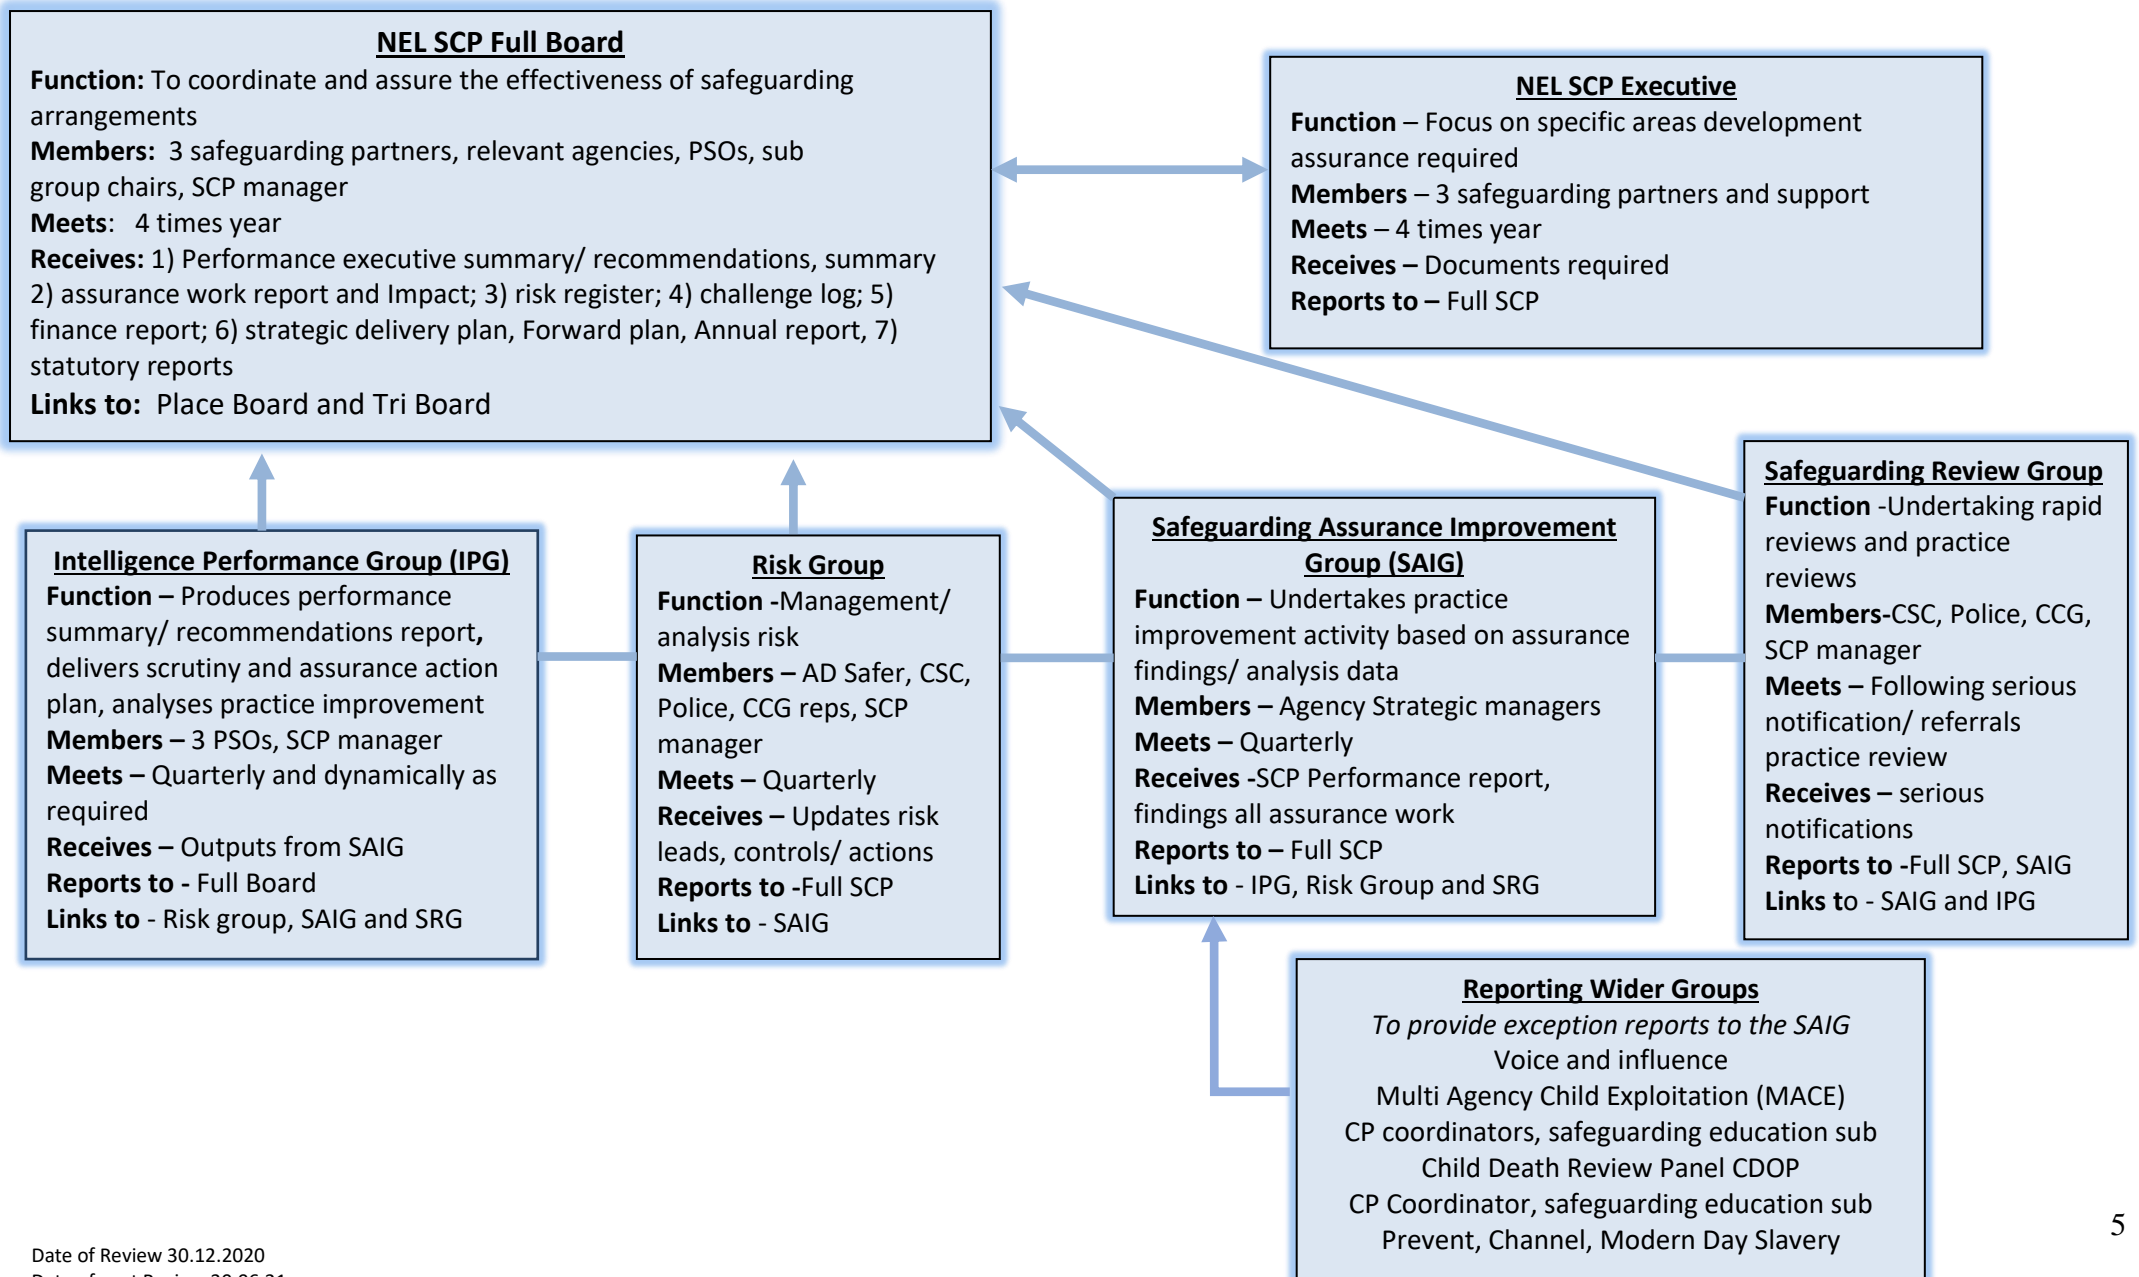 NEL SCP Full Board
Function: To coordinate and assure the effectiveness of safeguarding
arrangements
Members:  3 safeguarding partners, relevant agencies, PSOs, sub
group chairs, SCP manager
Meets:   4 times year
Receives: 1) Performance executive summary/ recommendations, summary
2) assurance work report and Impact; 3) risk register; 4) challenge log; 5)
finance report; 6) strategic delivery plan, Forward plan, Annual report, 7)
statutory reports
Links to:  Place Board and Tri Board
NEL SCP Executive
Function – Focus on specific areas development
assurance required
Members – 3 safeguarding partners and support
Meets – 4 times year
Receives – Documents required
Reports to – Full SCP
Intelligence Performance Group (IPG)
Function – Produces performance
summary/ recommendations report,
delivers scrutiny and assurance action
plan, analyses practice improvement
Members – 3 PSOs, SCP manager
Meets – Quarterly and dynamically as
required
Receives – Outputs from SAIG
Reports to - Full Board
Links to - Risk group, SAIG and SRG
Risk Group
Function -Management/
analysis risk
Members – AD Safer, CSC,
Police, CCG reps, SCP
manager
Meets – Quarterly
Receives – Updates risk
leads, controls/ actions
Reports to -Full SCP
Links to - SAIG
Safeguarding Assurance Improvement
Group (SAIG)
Function – Undertakes practice
improvement activity based on assurance
findings/ analysis data
Members – Agency Strategic managers
Meets – Quarterly
Receives -SCP Performance report,
findings all assurance work
Reports to – Full SCP
Links to - IPG, Risk Group and SRG
Safeguarding Review Group
Function -Undertaking rapid
reviews and practice
reviews
Members-CSC, Police, CCG,
SCP manager
Meets – Following serious
notification/ referrals
practice review
Receives – serious
notifications
Reports to -Full SCP, SAIG
Links to - SAIG and IPG
Reporting Wider Groups
To provide exception reports to the SAIG
Voice and influence
Multi Agency Child Exploitation (MACE)
CP coordinators, safeguarding education sub
Child Death Review Panel CDOP
CP Coordinator, safeguarding education sub
Prevent, Channel, Modern Day Slavery
5
Date of Review 30.12.2020